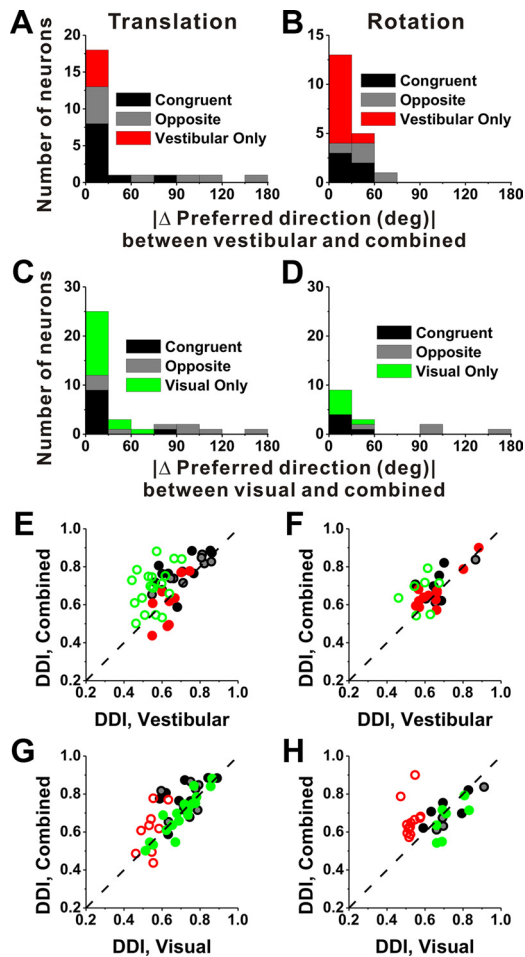 A Translation B Rotation
Number of neurons
20
15
10
5
0
Congruent
Opposite
Vestibular Only
0 30 60 90 120 180
15
10
5
0
Congruent
Opposite
Vestibular Only
0 60 90 120 180
|Δ Preferred direction (deg)|
between vestibular and combined
C D
Number of neurons
30
20
10
0
Congruent
Opposite
Visual Only
0 60 90 120 180
30
20
10
0
Congruent
Opposite
Visual Only
0 60 90 120 180
|Δ Preferred direction (deg)|
between visual and combined
E
DDI, Combined
1.0
0.8
0.6
0.4
0.2
0.2 0.4 0.6 0.8 1.0
DDI, Vestibular
F
DDI, Combined
1.0
0.8
0.6
0.4
0.2
0.2 0.4 0.6 0.8 1.0
DDI, Vestibular
G
DDI, Combined
1.0
0.8
0.6
0.4
0.2
0.2 0.4 0.6 0.8 1.0
DDI, Visual
H
DDI, Combined
1.0
0.8
0.6
0.4
0.2
0.2 0.4 0.6 0.8 1.0
DDI, Visual